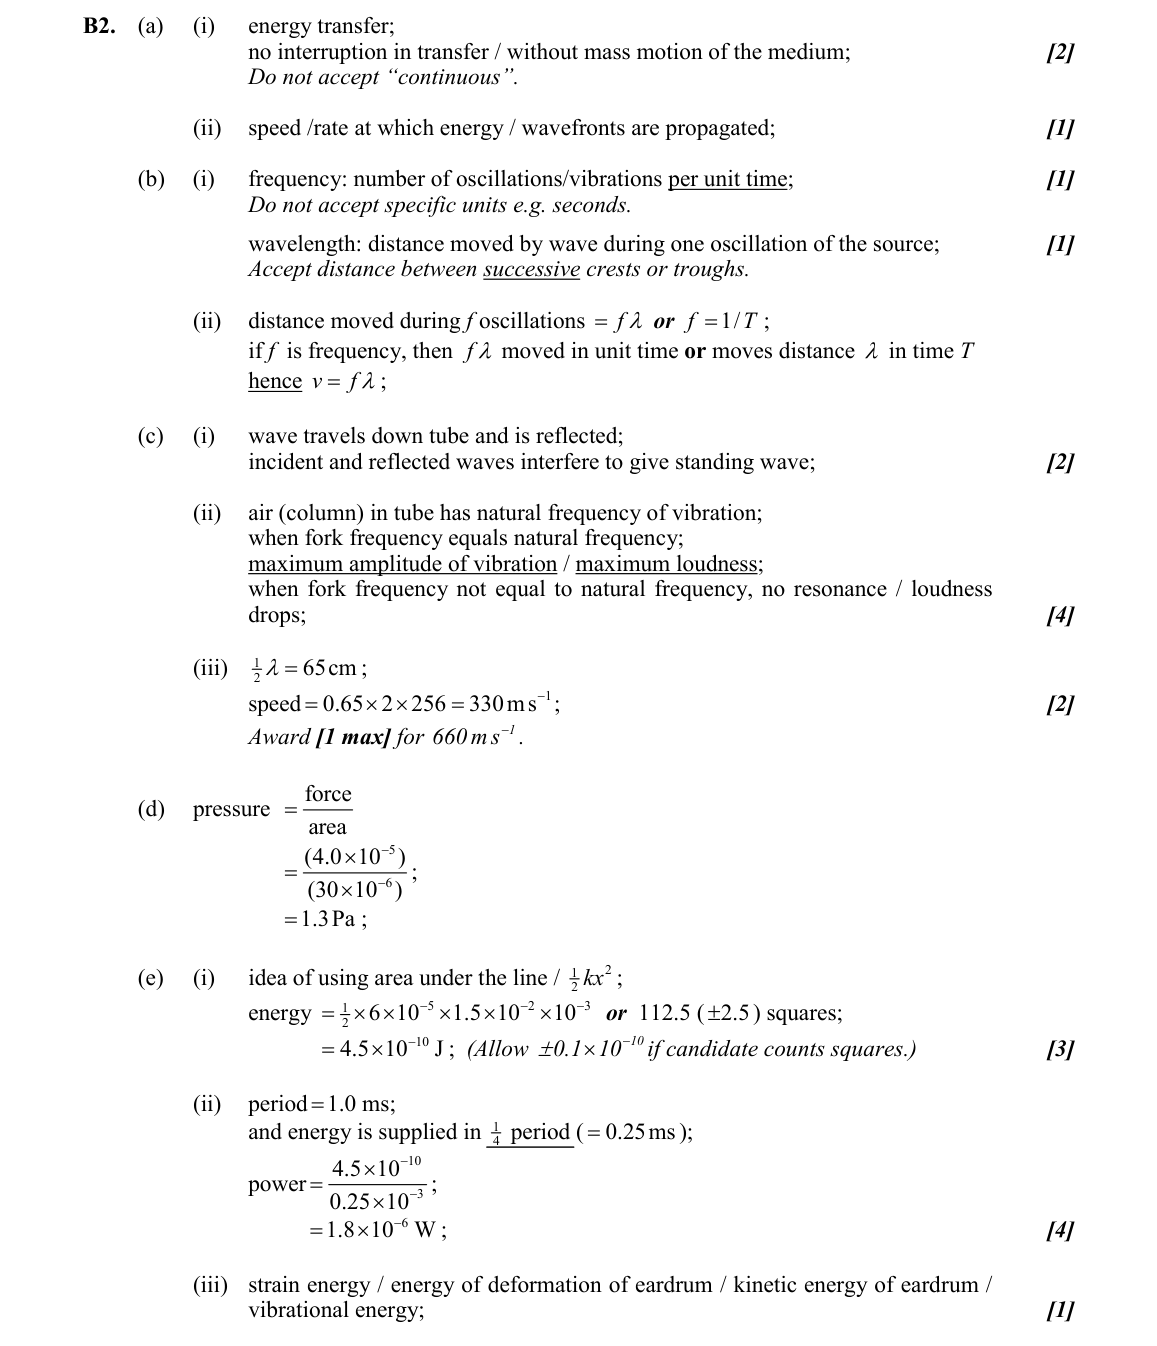 B2. (a) (i) energy transfer;
no interruption in transfer / without mass motion of the medium; [2]
Do not accept “continuous”.
(ii) speed /rate at which energy / wavefronts are propagated; [1]
(b) (i) frequency: number of oscillations/vibrations per unit time; [1]
Do not accept specific units e.g. seconds.
wavelength: distance moved by wave during one oscillation of the source; [1]
Accept distance between successive crests or troughs.
(ii) distance moved during f oscillations = fλ or f = 1/T ;
if f is frequency, then fλ moved in unit time or moves distance λ in time T
hence v = fλ ;
(c) (i) wave travels down tube and is reflected;
incident and reflected waves interfere to give standing wave; [2]
(ii) air (column) in tube has natural frequency of vibration;
when fork frequency equals natural frequency;
maximum amplitude of vibration / maximum loudness;
when fork frequency not equal to natural frequency, no resonance / loudness
drops; [4]
(iii) ½ λ = 65 cm ;
speed = 0.65 × 2 × 256 = 330 m s⁻¹ ; [2]
Award [1 max] for 660 m s⁻¹ .
(d) pressure = force / area
= (4.0×10⁻⁵) / (30×10⁻⁶) ;
= 1.3 Pa ;
(e) (i) idea of using area under the line / ½ kx² ;
energy = ½ × 6×10⁻⁵ × 1.5×10⁻² × 10⁻³ or 112.5 (±2.5) squares;
= 4.5×10⁻¹⁰ J ; (Allow ±0.1×10⁻¹⁰ if candidate counts squares.) [3]
(ii) period = 1.0 ms;
and energy is supplied in ¼ period (= 0.25 ms );
power = 4.5×10⁻¹⁰ / 0.25×10⁻³ ;
= 1.8×10⁻⁶ W ; [4]
(iii) strain energy / energy of deformation of eardrum / kinetic energy of eardrum /
vibrational energy; [1]